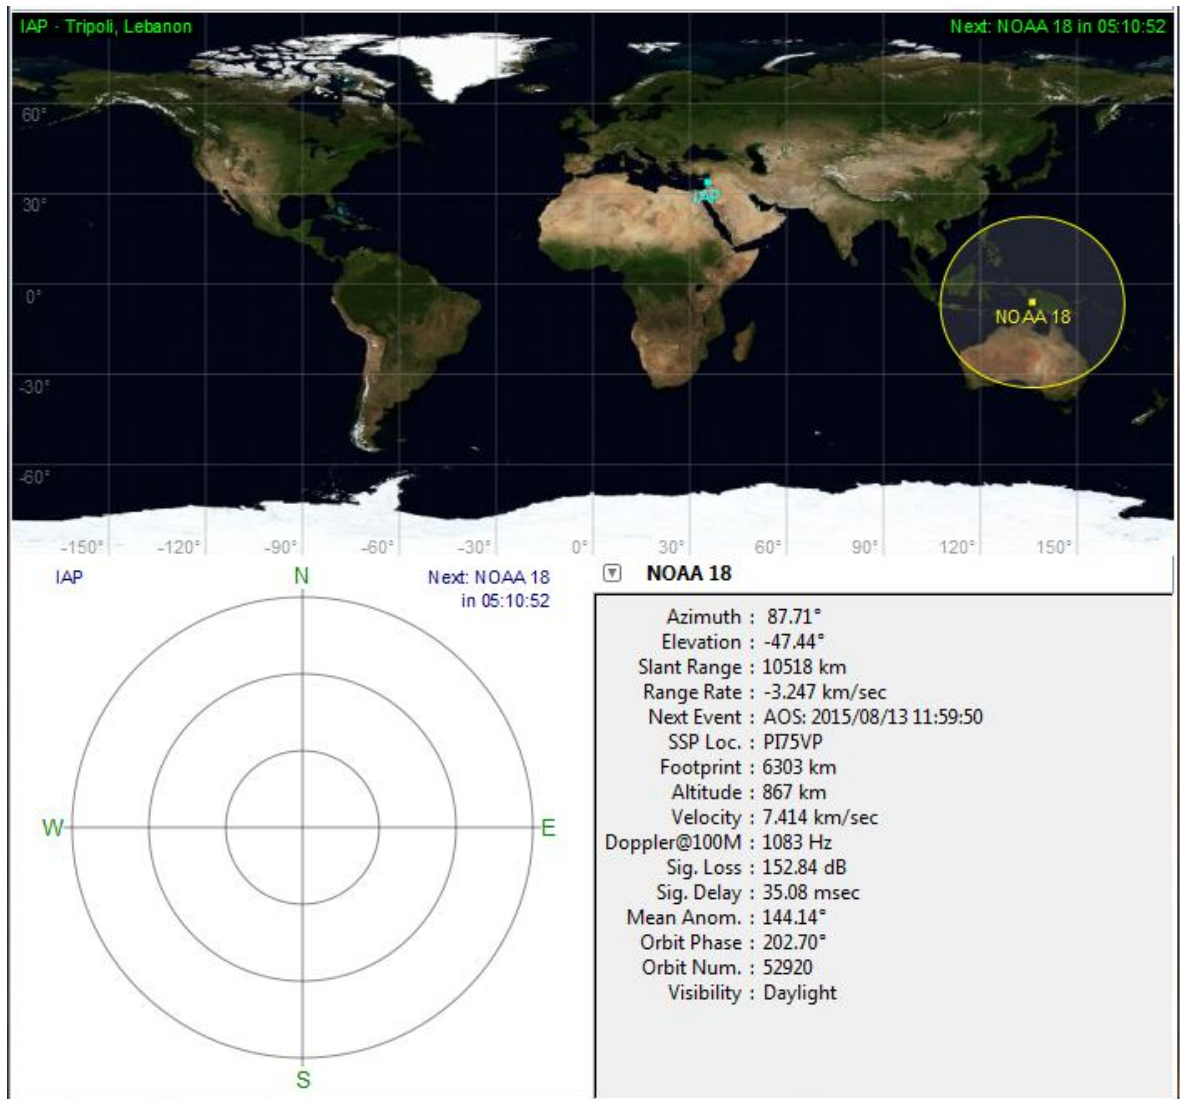 IAP - Tripoli, Lebanon
Next: NOAA 18 in 05:10:52
60°
30°
IAP
0°
NOAA 18
-30°
-60°
-150° -120° -90° -60° -30° 0° 30° 60° 90° 120° 150°
IAP
N
Next: NOAA 18
in 05:10:52
W
E
S
NOAA 18
Azimuth : 87.71°
Elevation : -47.44°
Slant Range : 10518 km
Range Rate : -3.247 km/sec
Next Event : AOS: 2015/08/13 11:59:50
SSP Loc. : PI75VP
Footprint : 6303 km
Altitude : 867 km
Velocity : 7.414 km/sec
Doppler@100M : 1083 Hz
Sig. Loss : 152.84 dB
Sig. Delay : 35.08 msec
Mean Anom. : 144.14°
Orbit Phase : 202.70°
Orbit Num. : 52920
Visibility : Daylight